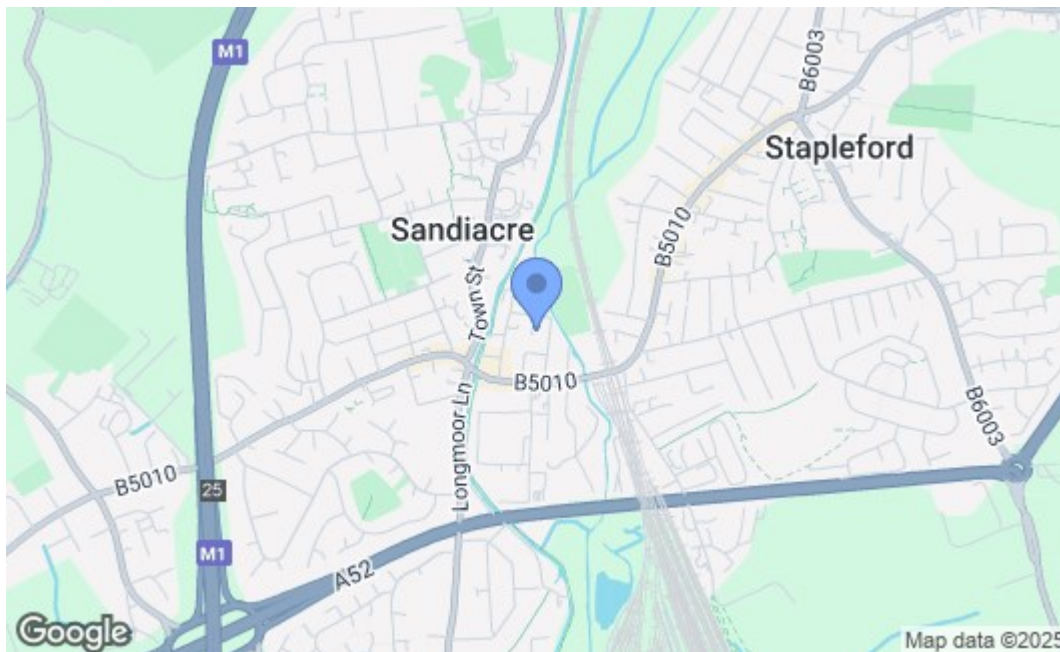 M1
B6003
Stapleford
Sandiacre
B5010
Town St
B5010
Longmoor Ln
B6003
B5010
25
M1
A52
Google
Map data ©2025